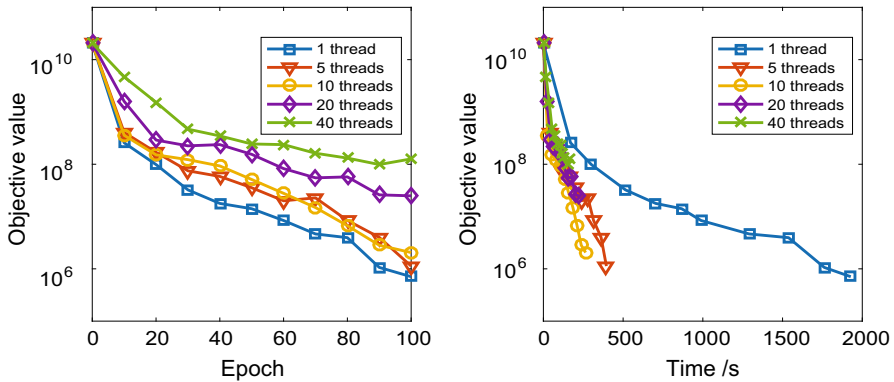 Objective value
10^10
10^8
10^6
0
20
40
60
80
100
Epoch
1 thread
5 threads
10 threads
20 threads
40 threads
Objective value
10^10
10^8
10^6
0
500
1000
1500
2000
Time /s
1 thread
5 threads
10 threads
20 threads
40 threads